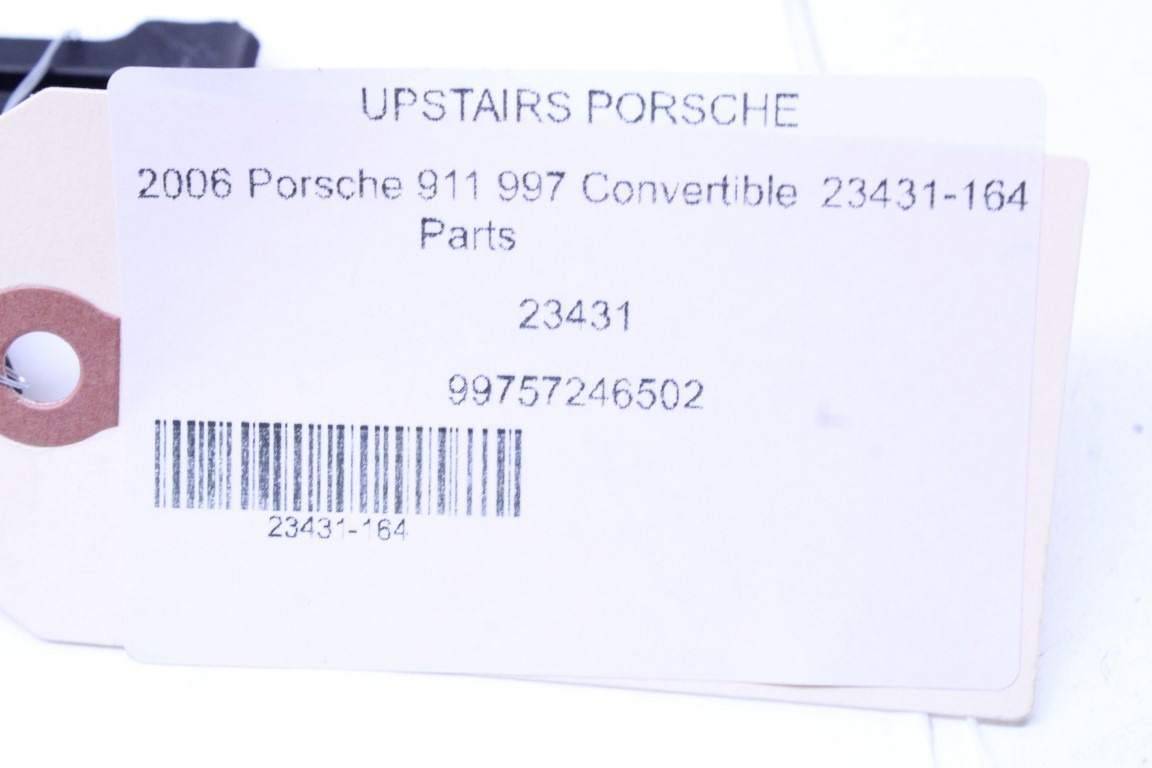 UPSTAIRS PORSCHE
2006 Porsche 911 997 Convertible 23431-164
Parts
23431
99757246502
23431-164